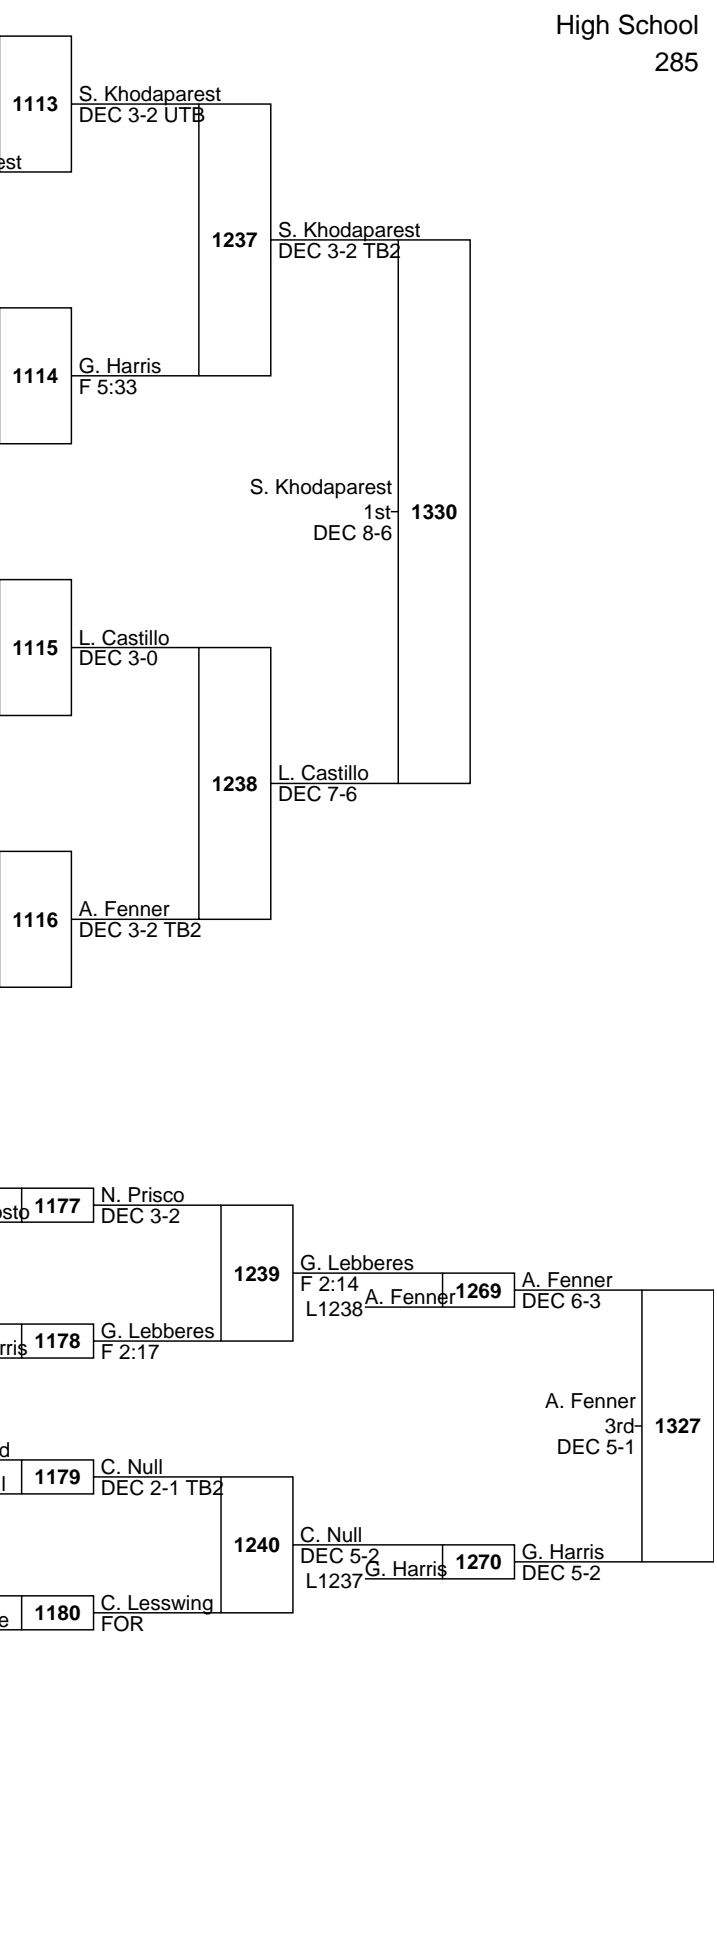 High School
285
1113
S. Khodaparest
DEC 3-2 UTB
est
1237
S. Khodaparest
DEC 3-2 TB2
1114
G. Harris
F 5:33
S. Khodaparest
1st
DEC 8-6
1330
1115
L. Castillo
DEC 3-0
1238
L. Castillo
DEC 7-6
1116
A. Fenner
DEC 3-2 TB2
osto
1177
N. Prisco
DEC 3-2
1239
G. Lebberes
F 2:14
L1238
A. Fenner
1269
A. Fenner
DEC 6-3
rris
1178
G. Lebberes
F 2:17
A. Fenner
3rd
DEC 5-1
1327
d
l
1179
C. Null
DEC 2-1 TB2
1240
C. Null
DEC 5-2
L1237
G. Harris
1270
G. Harris
DEC 5-2
e
1180
C. Lesswing
FOR